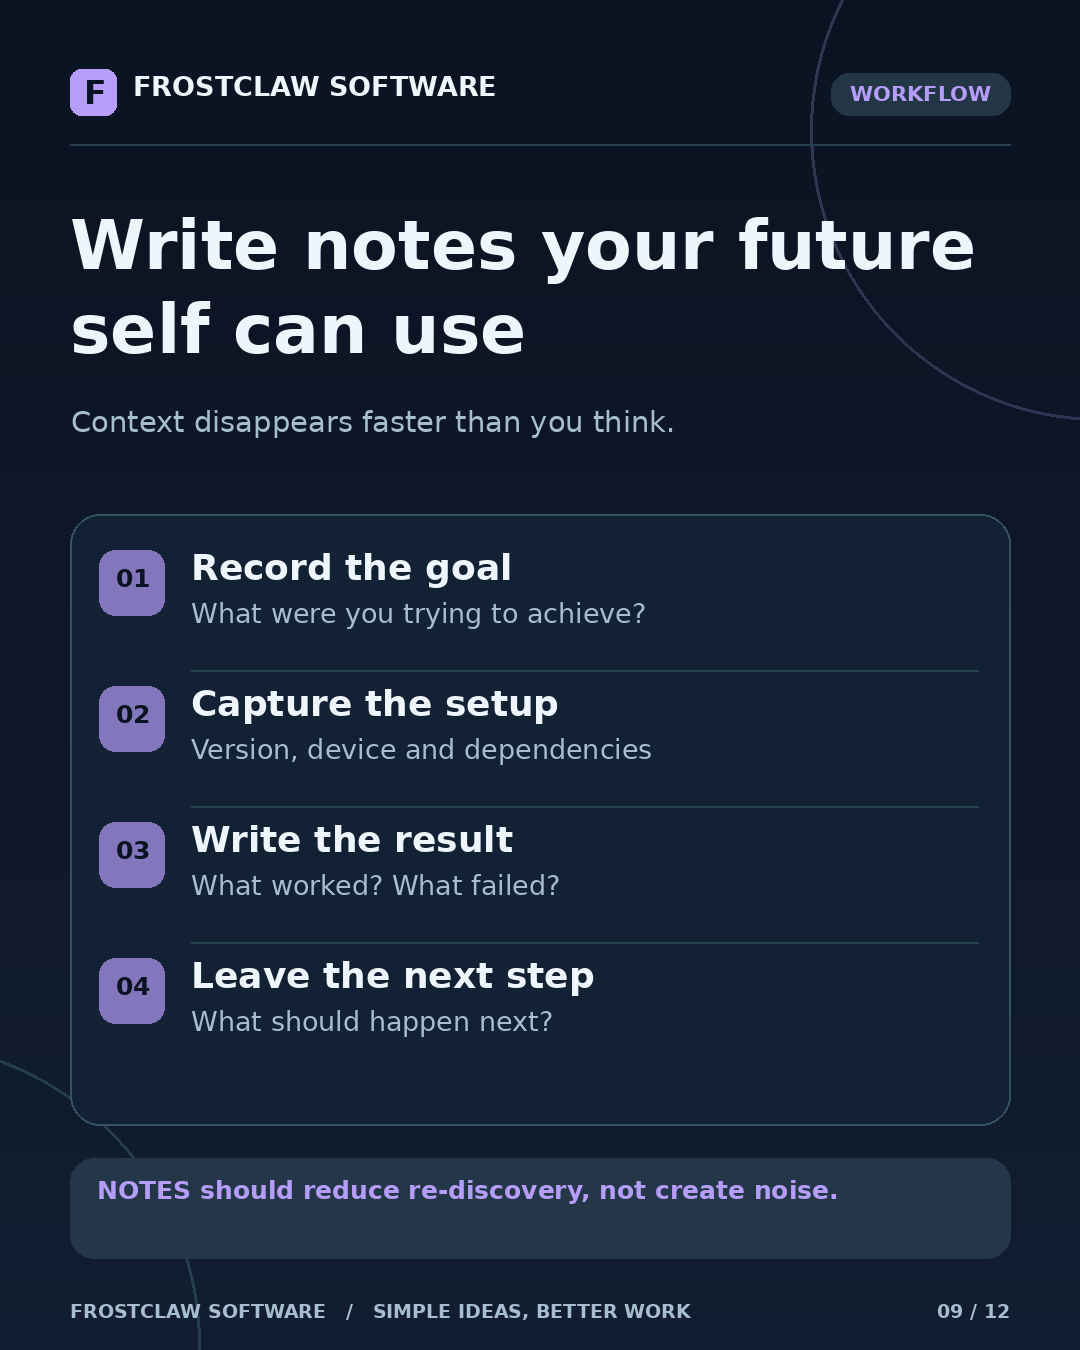 F
FROSTCLAW SOFTWARE
WORKFLOW
Write notes your future
self can use
Context disappears faster than you think.
01
Record the goal
What were you trying to achieve?
02
Capture the setup
Version, device and dependencies
03
Write the result
What worked? What failed?
04
Leave the next step
What should happen next?
NOTES should reduce re-discovery, not create noise.
FROSTCLAW SOFTWARE / SIMPLE IDEAS, BETTER WORK
09 / 12